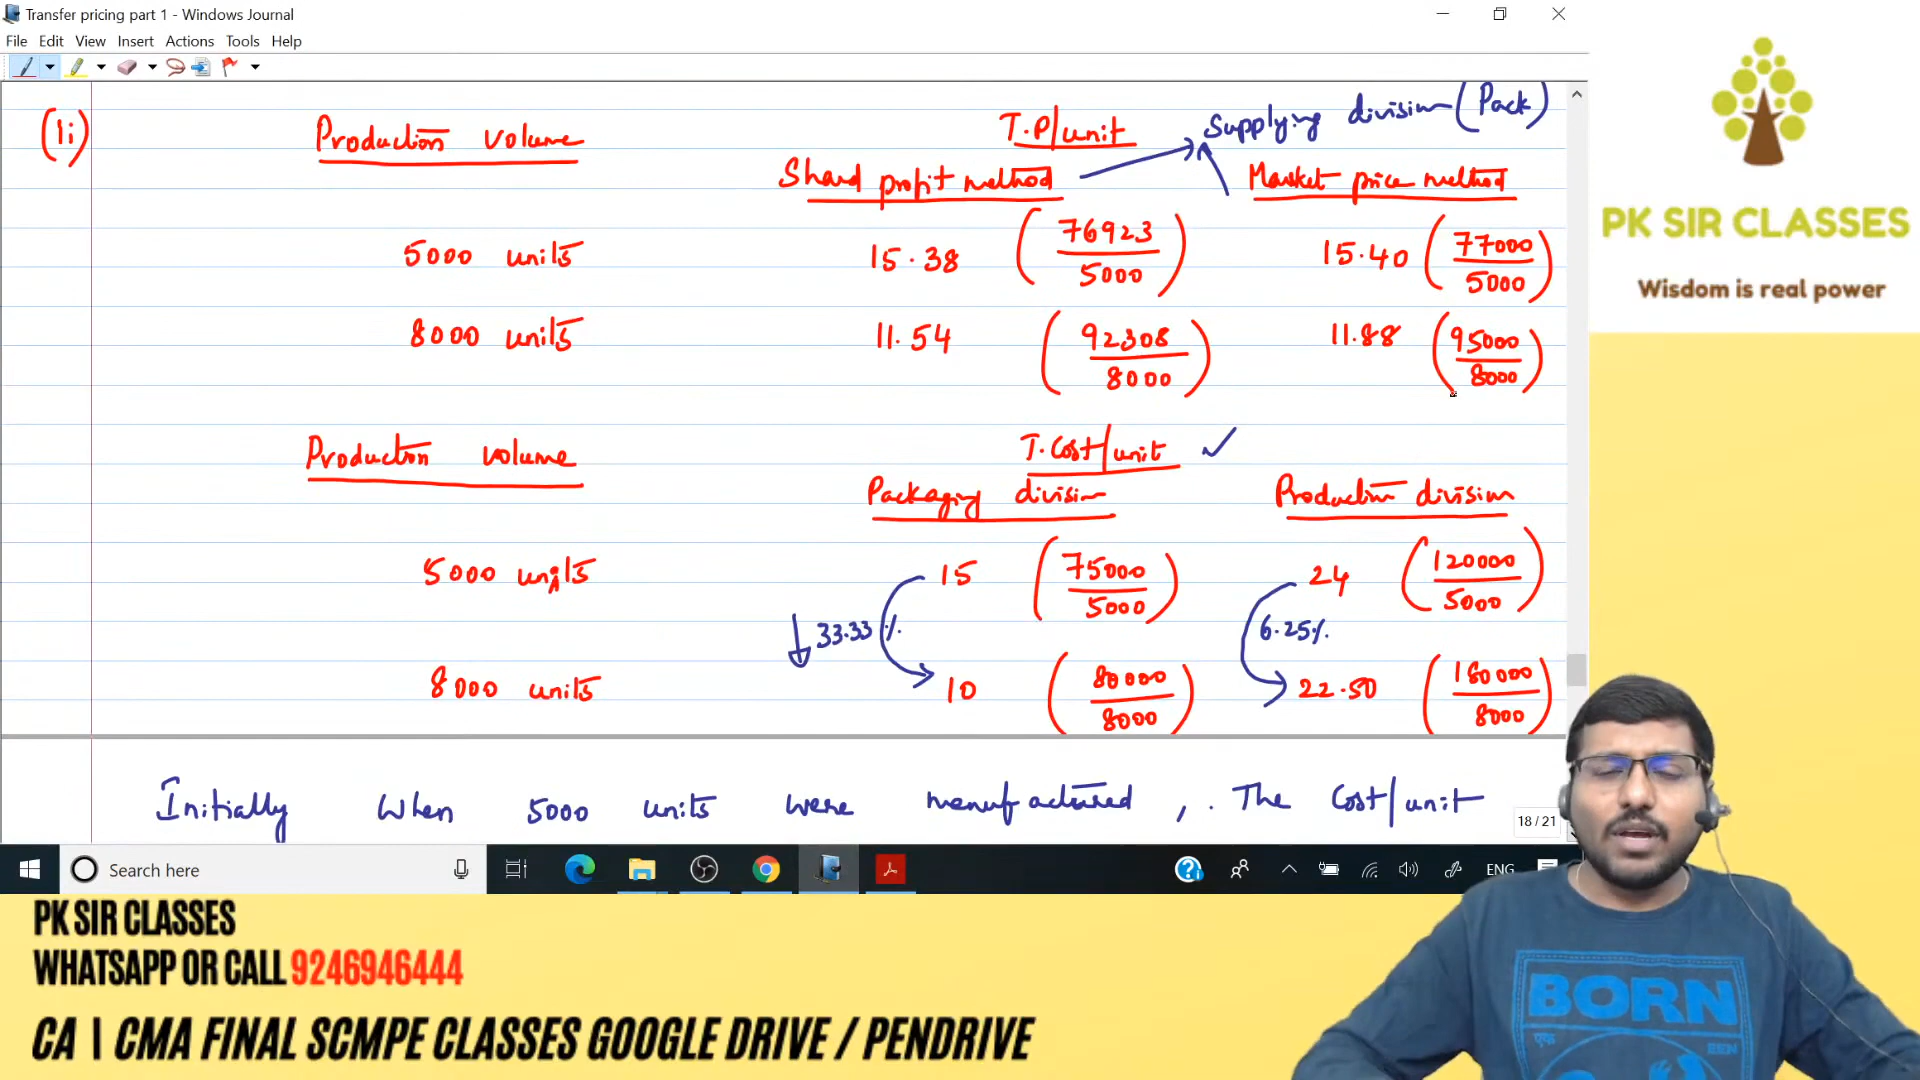 Transfer pricing part 1 - Windows Journal
File Edit View Insert Actions Tools Help
(ii) Production volume T.P/unit Supplying division (Pack)
Shared profit method Market price method
5000 units 15.38 (76923/5000) 15.40 (77000/5000)
8000 units 11.54 (92308/8000) 11.88 (95000/8000)
Production volume T.Cost/unit ✓
Packaging division Production division
5000 units 15 (75000/5000) 24 (120000/5000)
↓ 33.33% 6.25%
8000 units 10 (80000/8000) 22.50 (180000/8000)
Initially when 5000 units were manufactured, . The cost/unit
18 / 21
Search here
ENG
PK SIR CLASSES
Wisdom is real power
PK SIR CLASSES
WHATSAPP OR CALL 9246946444
CA \ CMA FINAL SCMPE CLASSES GOOGLE DRIVE / PENDRIVE
BORN